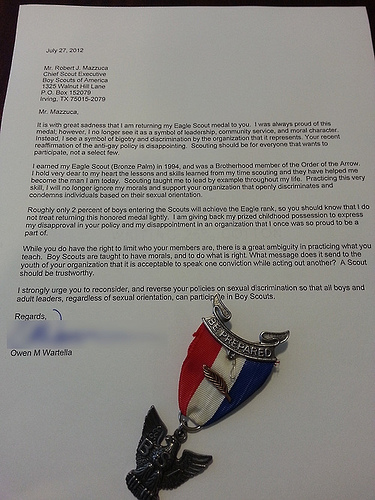 July 27, 2012
Mr. Robert J. Mazzuca
Chief Scout Executive
Boy Scouts of America
1325 Walnut Hill Lane
P.O. Box 152079
Irving, TX 75015-2079
Mr. Mazzuca,
It is with great sadness that I am returning my Eagle Scout medal to you. I was always proud of this
medal; however, I no longer see it as a symbol of leadership, community service, and moral character.
Instead, I see a symbol of bigotry and discrimination by the organization that it represents. Your recent
reaffirmation of the anti-gay policy is disappointing. Scouting should be for everyone that wants to
participate, not a select few.
I earned my Eagle Scout (Bronze Palm) in 1994, and was a Brotherhood member of the Order of the Arrow.
I hold very dear to my heart the lessons and skills learned from my time scouting and they have helped me
become the man I am today. Scouting taught me to lead by example throughout my life. Practicing this very
skill, I will no longer ignore my morals and support your organization that openly discriminates and
condemns individuals based on their sexual orientation.
Roughly only 2 percent of boys entering the Scouts will achieve the Eagle rank, so you should know that I do
not treat returning this honored medal lightly. I am giving back my prized childhood possession to express
my disapproval in your policy and my disappointment in an organization that I once was so proud to be a
part of.
While you do have the right to limit who your members are, there is a great ambiguity in practicing what you
teach. Boy Scouts are taught to have morals, and to do what is right. What message does it send to the
youth of your organization that it is acceptable to speak one conviction while acting out another? A Scout
should be trustworthy.
I strongly urge you to reconsider, and reverse your policies on sexual discrimination so that all boys and
adult leaders, regardless of sexual orientation, can participate in Boy Scouts.
Regards,
Owen M Wartella
BE PREPARED